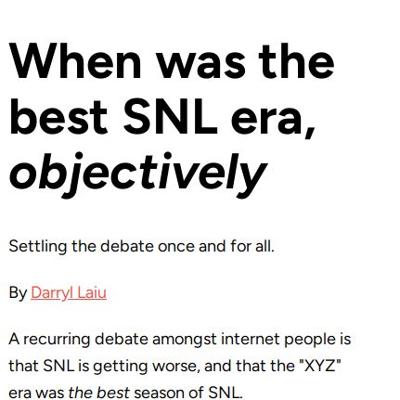 When was the
best SNL era,
objectively
Settling the debate once and for all.
By Darryl Laiu
A recurring debate amongst internet people is
that SNL is getting worse, and that the "XYZ"
era was the best season of SNL.